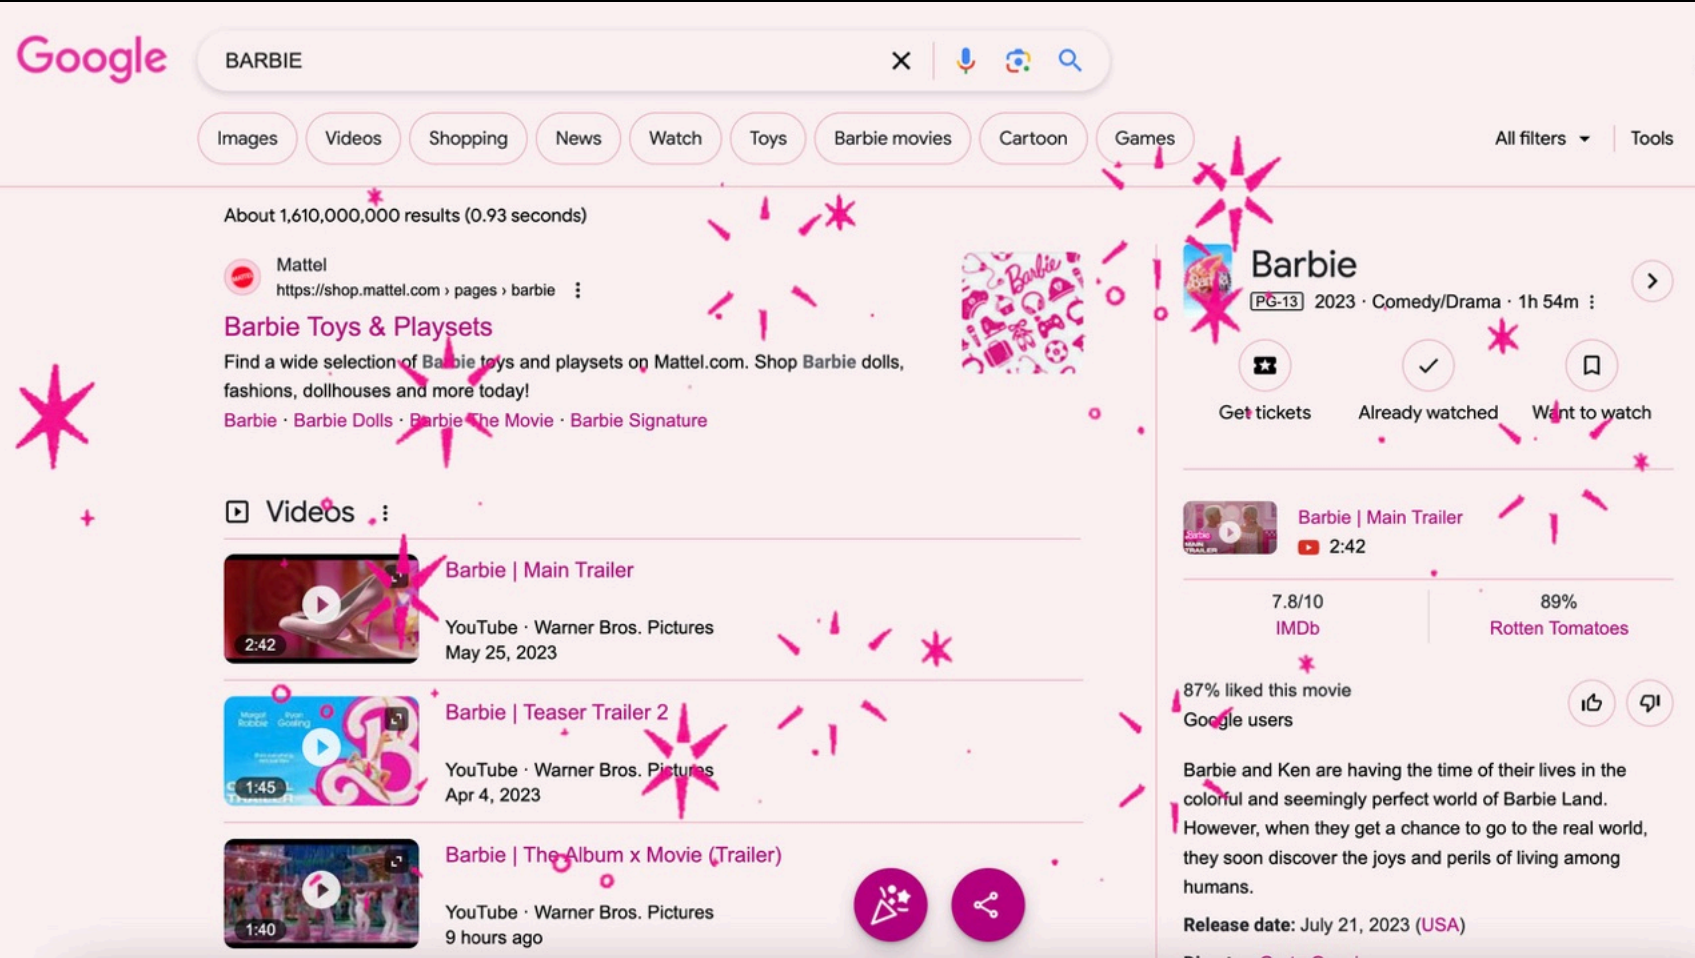 Google
BARBIE
Images
Videos
Shopping
News
Watch
Toys
Barbie movies
Cartoon
Games
All filters
Tools
About 1,610,000,000 results (0.93 seconds)
Mattel
https://shop.mattel.com › pages › barbie
Barbie Toys & Playsets
Find a wide selection of Barbie toys and playsets on Mattel.com. Shop Barbie dolls,
fashions, dollhouses and more today!
Barbie · Barbie Dolls · Barbie The Movie · Barbie Signature
Barbie
Videos
2:42
Barbie | Main Trailer
YouTube · Warner Bros. Pictures
May 25, 2023
Margot Robbie
Ryan Gosling
1:45
Barbie | Teaser Trailer 2
YouTube · Warner Bros. Pictures
Apr 4, 2023
1:40
Barbie | The Album x Movie (Trailer)
YouTube · Warner Bros. Pictures
9 hours ago
Barbie
PG-13 2023 · Comedy/Drama · 1h 54m
Get tickets
Already watched
Want to watch
Barbie
MAIN
TRAILER
Barbie | Main Trailer
2:42
7.8/10
IMDb
89%
Rotten Tomatoes
87% liked this movie
Google users
Barbie and Ken are having the time of their lives in the
colorful and seemingly perfect world of Barbie Land.
However, when they get a chance to go to the real world,
they soon discover the joys and perils of living among
humans.
Release date: July 21, 2023 (USA)